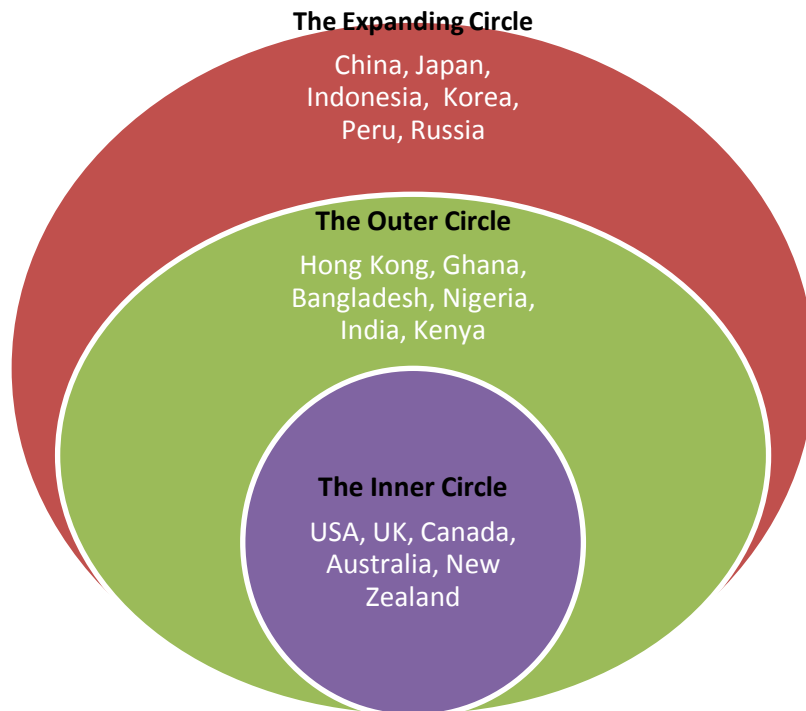 The Expanding Circle
China, Japan,
Indonesia, Korea,
Peru, Russia
The Outer Circle
Hong Kong, Ghana,
Bangladesh, Nigeria,
India, Kenya
The Inner Circle
USA, UK, Canada,
Australia, New
Zealand